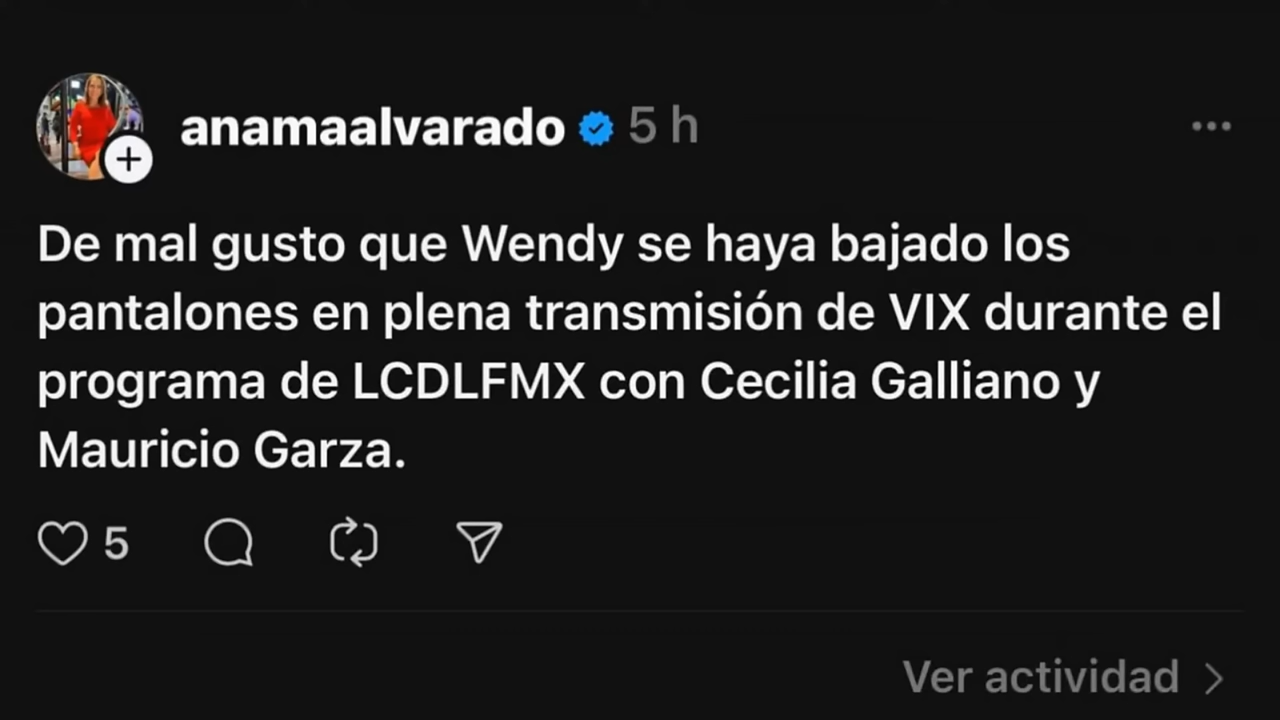 anamaalvarado 5 h
De mal gusto que Wendy se haya bajado los
pantalones en plena transmisión de VIX durante el
programa de LCDLFMX con Cecilia Galliano y
Mauricio Garza.
5
Ver actividad